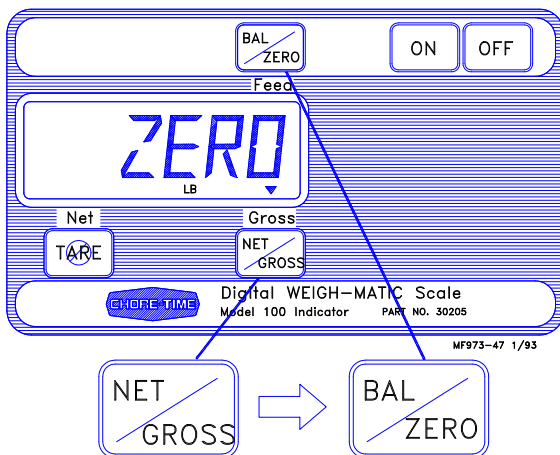 BAL ZERO
ON
OFF
Feed
ZERO
LB
Net
Gross
TARE
NET GROSS
CHORE-TIME
Digital WEIGH-MATIC Scale
Model 100 Indicator PART NO. 30205
MF973-47 1/93
NET
GROSS
BAL
ZERO